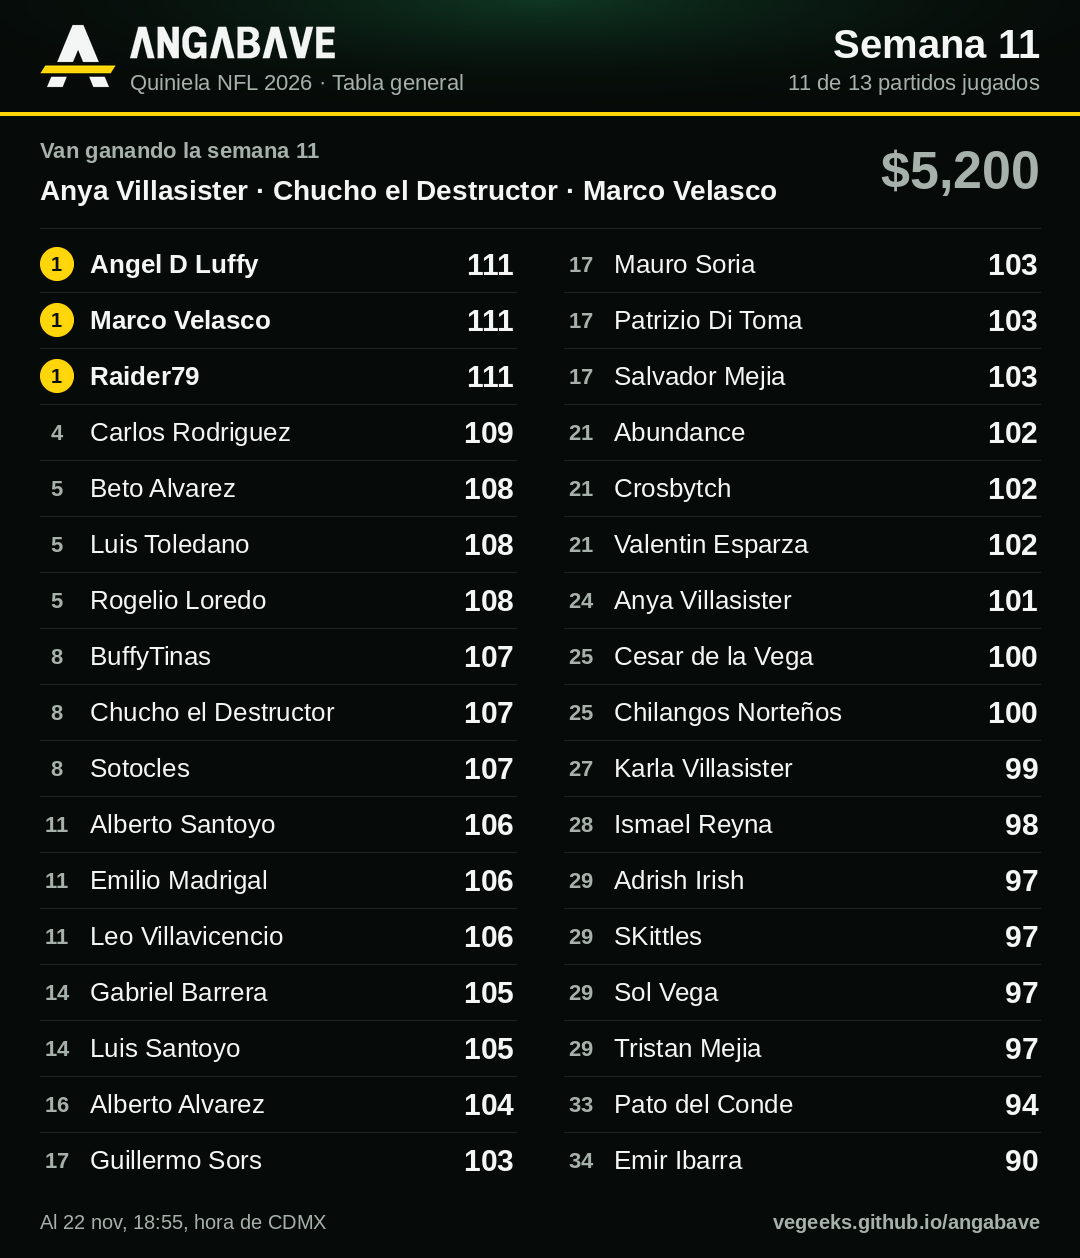 ANGABAVE
Quiniela NFL 2026 · Tabla general
Semana 11
11 de 13 partidos jugados
Van ganando la semana 11
Anya Villasister · Chucho el Destructor · Marco Velasco
$5,200
1 Angel D Luffy 111
1 Marco Velasco 111
1 Raider79 111
4 Carlos Rodriguez 109
5 Beto Alvarez 108
5 Luis Toledano 108
5 Rogelio Loredo 108
8 BuffyTinas 107
8 Chucho el Destructor 107
8 Sotocles 107
11 Alberto Santoyo 106
11 Emilio Madrigal 106
11 Leo Villavicencio 106
14 Gabriel Barrera 105
14 Luis Santoyo 105
16 Alberto Alvarez 104
17 Guillermo Sors 103
17 Mauro Soria 103
17 Patrizio Di Toma 103
17 Salvador Mejia 103
21 Abundance 102
21 Crosbytch 102
21 Valentin Esparza 102
24 Anya Villasister 101
25 Cesar de la Vega 100
25 Chilangos Norteños 100
27 Karla Villasister 99
28 Ismael Reyna 98
29 Adrish Irish 97
29 SKittles 97
29 Sol Vega 97
29 Tristan Mejia 97
33 Pato del Conde 94
34 Emir Ibarra 90
Al 22 nov, 18:55, hora de CDMX
vegeeks.github.io/angabave